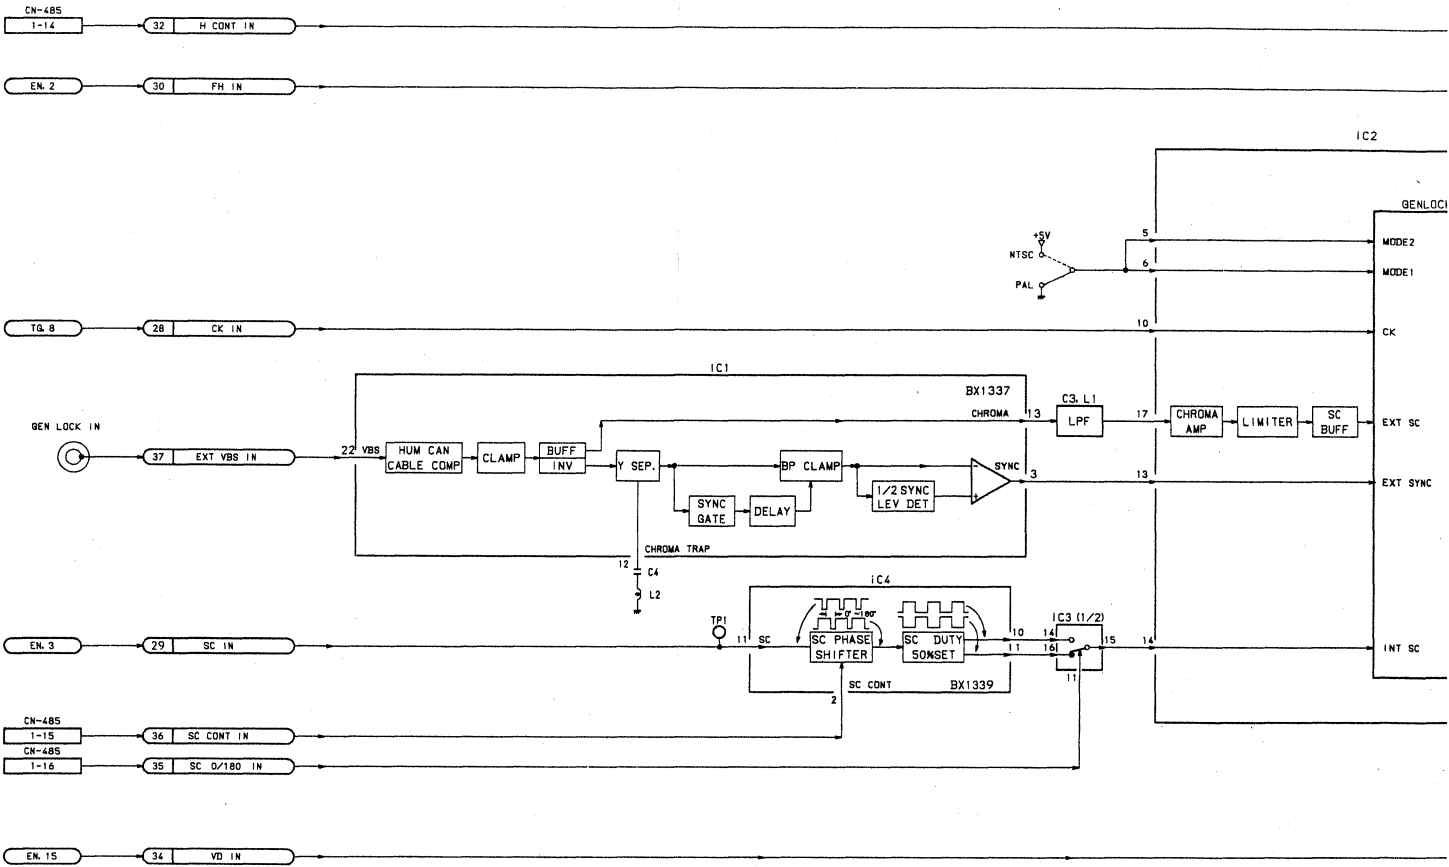 CN-485
1-14
32 H CONT IN
EN. 2
30 FH IN
IC2
GENLOCK
+5V
NTSC
PAL
5
6
MODE2
MODE1
TG. 8
28 CK IN
10
CK
IC1
BX1337
GEN LOCK IN
37 EXT VBS IN
22 VBS
HUM CAN
CABLE COMP
CLAMP
BUFF
INV
CHROMA 13
C3, L1
LPF
17
CHROMA
AMP
LIMITER
SC
BUFF
EXT SC
Y SEP.
BP CLAMP
SYNC
3
13
EXT SYNC
SYNC
GATE
DELAY
1/2 SYNC
LEV DET
CHROMA TRAP
12
C4
L2
IC4
0° ~180°
TP1
EN. 3
29 SC IN
11 SC
SC PHASE
SHIFTER
SC DUTY
50%SET
10
11
IC3 (1/2)
14
16
15
11
14
INT SC
SC CONT
2
BX1339
CN-485
1-15
36 SC CONT IN
CN-485
1-16
35 SC 0/180 IN
EN. 15
34 VD IN